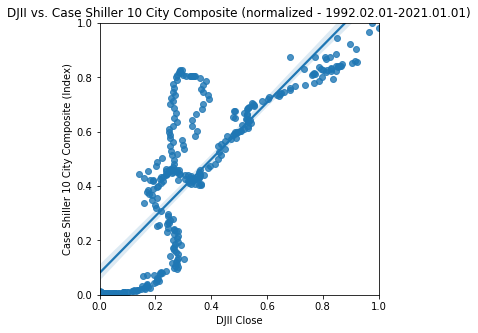 DJII vs. Case Shiller 10 City Composite (normalized - 1992.02.01-2021.01.01)
Case Shiller 10 City Composite (Index)
1.0
0.8
0.6
0.4
0.2
0.0
0.0 0.2 0.4 0.6 0.8 1.0
DJII Close